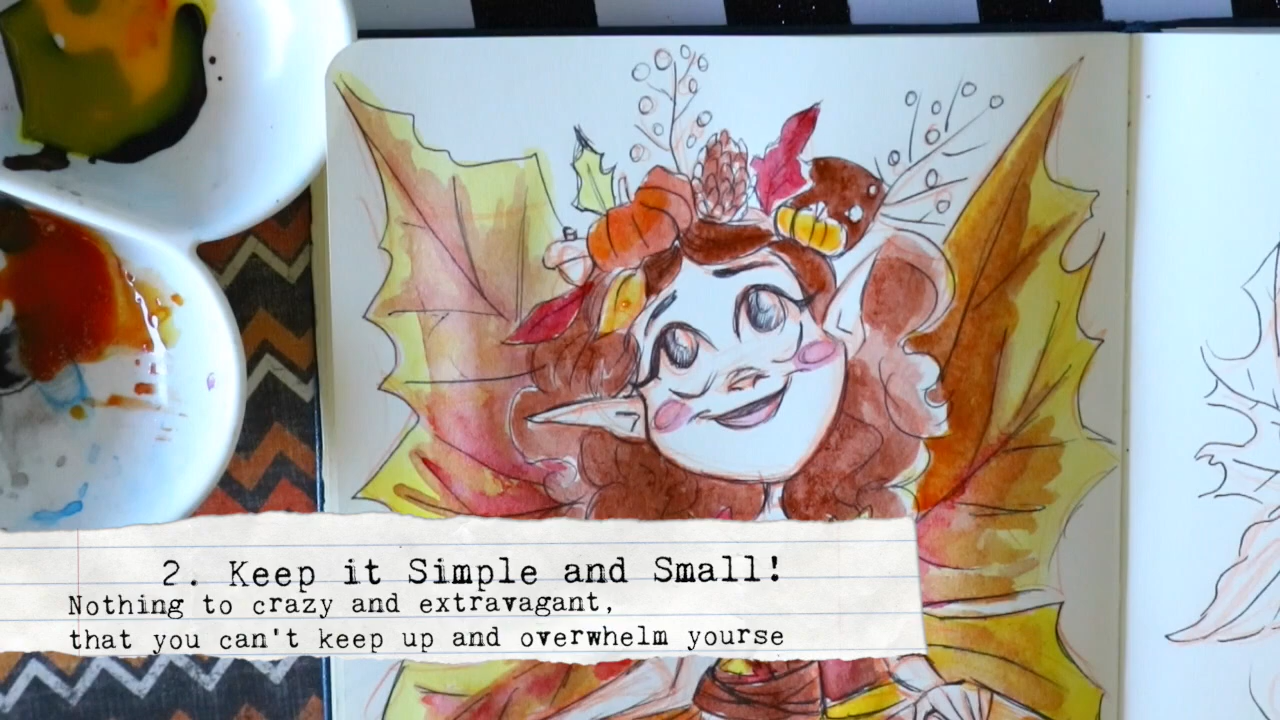 2. Keep it Simple and Small!
Nothing to crazy and extravagant,
that you can't keep up and overwhelm yourse